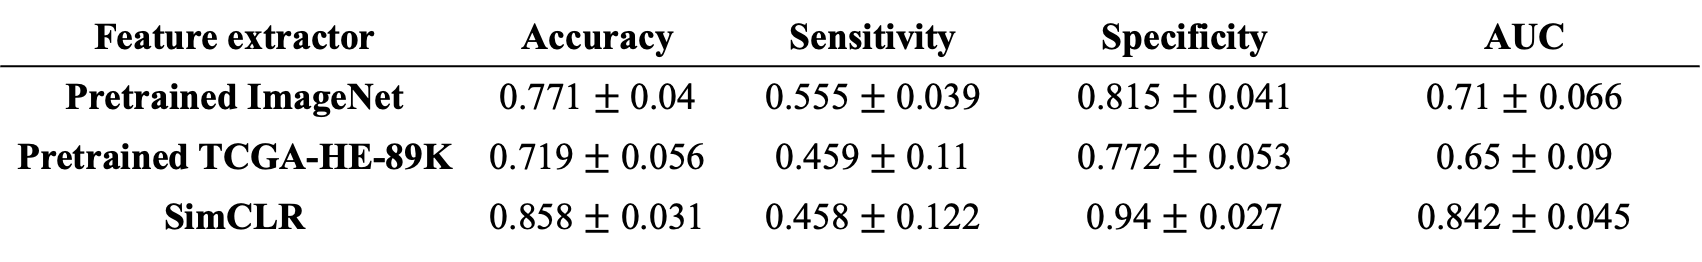 Feature extractor Accuracy Sensitivity Specificity AUC
Pretrained ImageNet 0.771 ± 0.04 0.555 ± 0.039 0.815 ± 0.041 0.71 ± 0.066
Pretrained TCGA-HE-89K 0.719 ± 0.056 0.459 ± 0.11 0.772 ± 0.053 0.65 ± 0.09
SimCLR 0.858 ± 0.031 0.458 ± 0.122 0.94 ± 0.027 0.842 ± 0.045